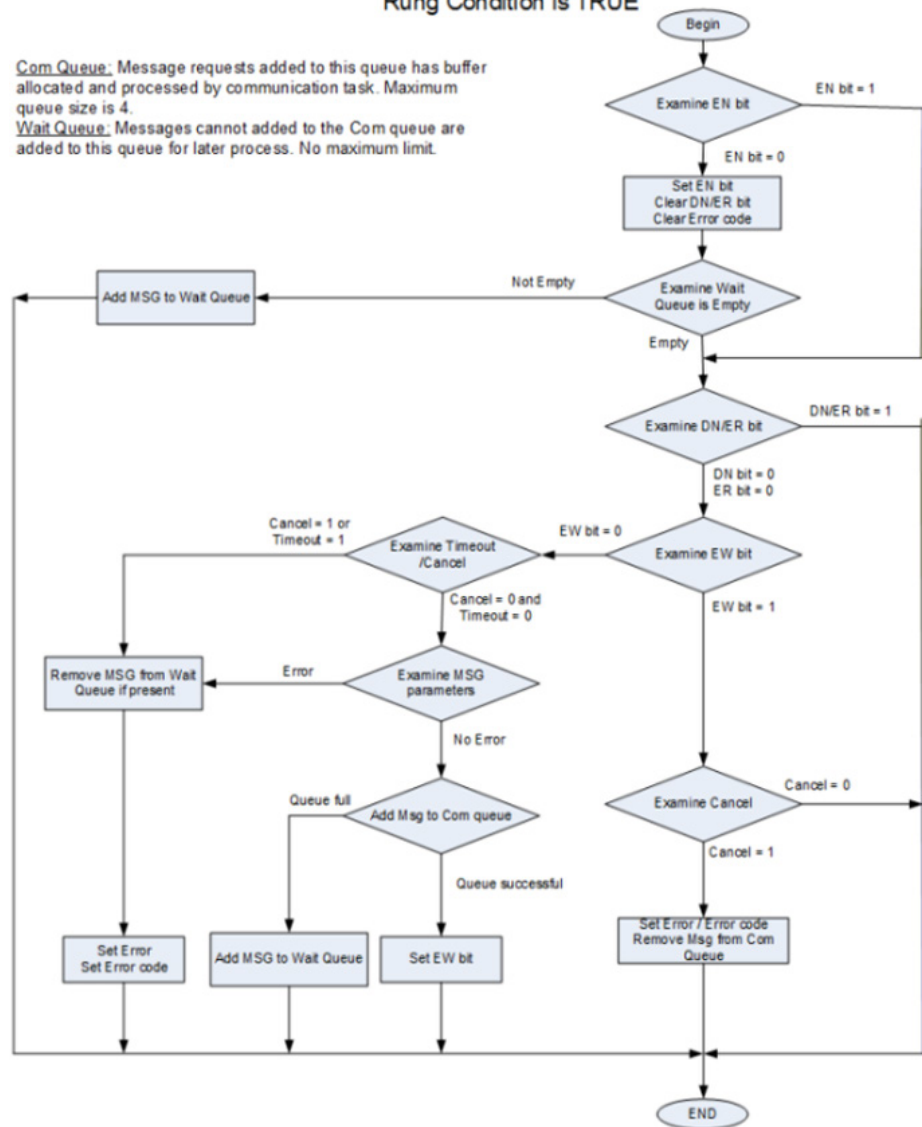 Rung Condition is TRUE
Begin
Com Queue: Message requests added to this queue has buffer
allocated and processed by communication task. Maximum
queue size is 4.
Wait Queue: Messages cannot added to the Com queue are
added to this queue for later process. No maximum limit.
Examine EN bit
EN bit = 1
EN bit = 0
Set EN bit
Clear DN/ER bit
Clear Error code
Add MSG to Wait Queue
Not Empty
Examine Wait
Queue is Empty
Empty
Examine DN/ER bit
DN/ER bit = 1
DN bit = 0
ER bit = 0
Cancel = 1 or
Timeout = 1
Examine Timeout
/Cancel
EW bit = 0
Examine EW bit
Cancel = 0 and
Timeout = 0
EW bit = 1
Remove MSG from Wait
Queue if present
Error
Examine MSG
parameters
No Error
Queue full
Add Msg to Com queue
Examine Cancel
Cancel = 0
Cancel = 1
Queue successful
Set Error
Set Error code
Add MSG to Wait Queue
Set EW bit
Set Error / Error code
Remove Msg from Com
Queue
END